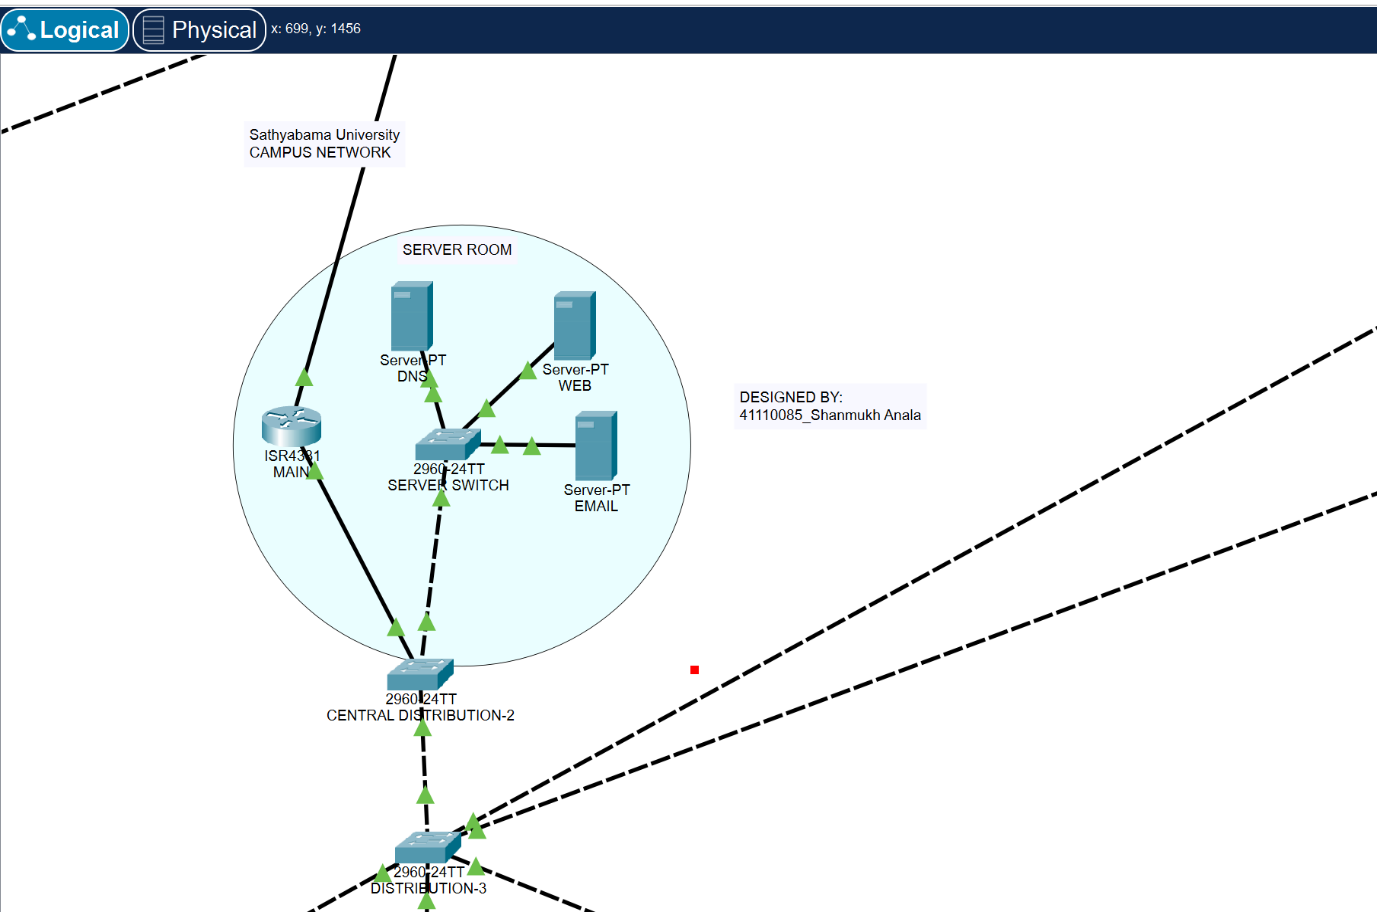 Logical
Physical
x: 699, y: 1456
Sathyabama University
CAMPUS NETWORK
SERVER ROOM
Server-PT
DNS
Server-PT
WEB
DESIGNED BY:
41110085_Shanmukh Anala
ISR4331
MAIN
2960-24TT
SERVER SWITCH
Server-PT
EMAIL
2960-24TT
CENTRAL DISTRIBUTION-2
2960-24TT
DISTRIBUTION-3